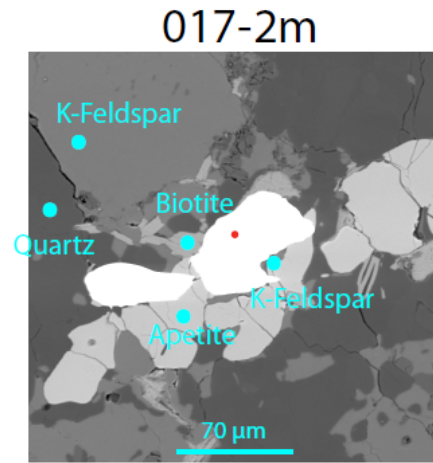 017-2m
K-Feldspar
Biotite
Quartz
K-Feldspar
Apetite
70 µm